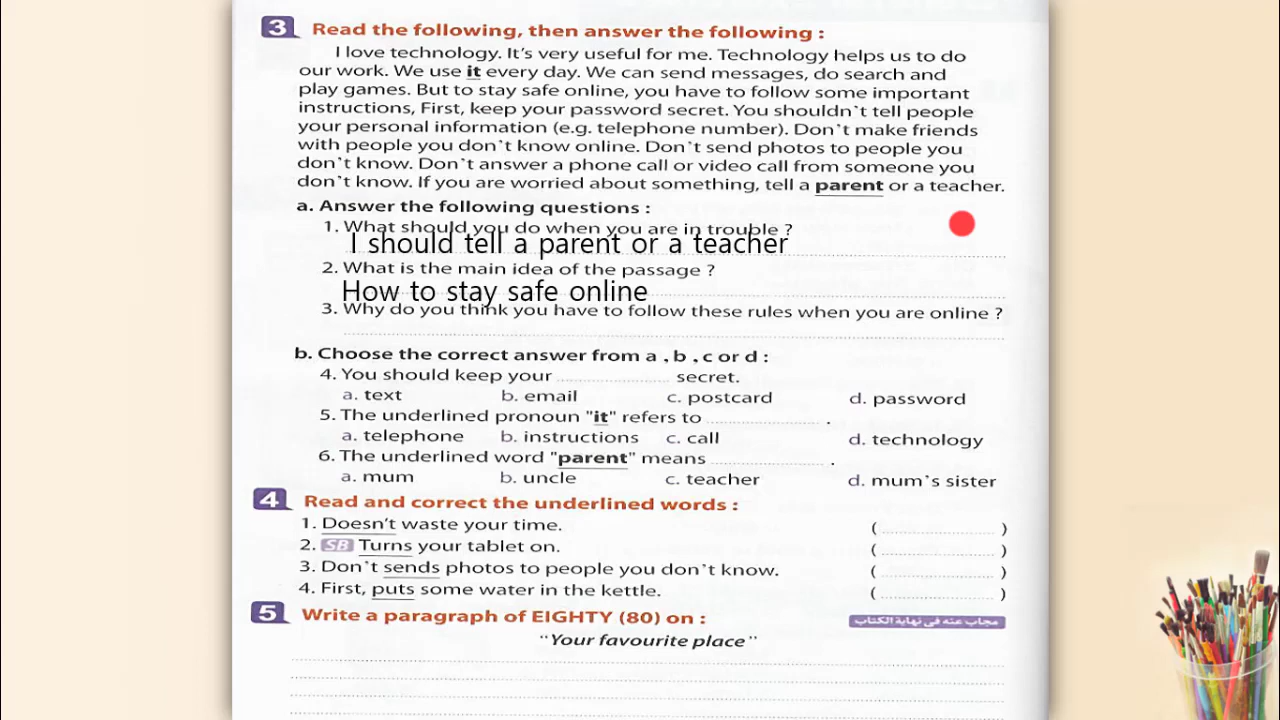 3 Read the following, then answer the following :
I love technology. It's very useful for me. Technology helps us to do
our work. We use it every day. We can send messages, do search and
play games. But to stay safe online, you have to follow some important
instructions, First, keep your password secret. You shouldn't tell people
your personal information (e.g. telephone number). Don't make friends
with people you don't know online. Don't send photos to people you
don't know. Don't answer a phone call or video call from someone you
don't know. If you are worried about something, tell a parent or a teacher.
a. Answer the following questions :
1. What should you do when you are in trouble ?
I should tell a parent or a teacher
2. What is the main idea of the passage ?
How to stay safe online
3. Why do you think you have to follow these rules when you are online ?
b. Choose the correct answer from a , b , c or d :
4. You should keep your .................... secret.
a. text b. email c. postcard d. password
5. The underlined pronoun "it" refers to .................... .
a. telephone b. instructions c. call d. technology
6. The underlined word "parent" means .................... .
a. mum b. uncle c. teacher d. mum's sister
4 Read and correct the underlined words :
1. Doesn't waste your time. (....................)
2. SB Turns your tablet on. (....................)
3. Don't sends photos to people you don't know. (....................)
4. First, puts some water in the kettle. (....................)
5 Write a paragraph of EIGHTY (80) on : مجاب عنه فى نهاية الكتاب
"Your favourite place"